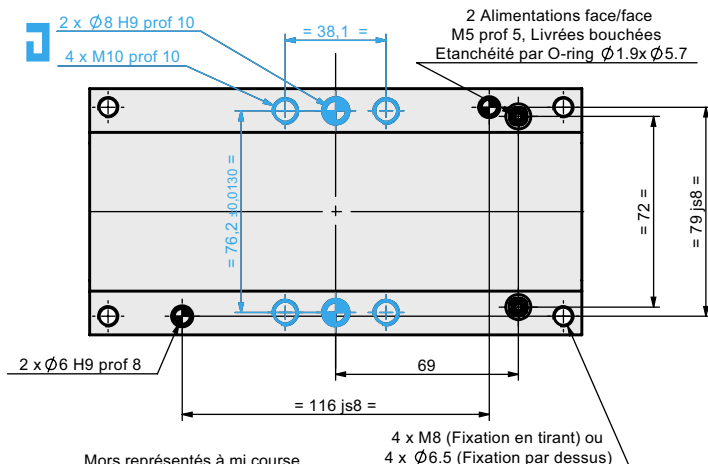 2 x Ø8 H9 prof 10
4 x M10 prof 10
= 38,1 =
2 Alimentations face/face
M5 prof 5, Livrées bouchées
Etanchéité par O-ring Ø1.9x Ø5.7
= 76,2 ±0,0130 =
= 72 =
= 79 js8 =
2 x Ø6 H9 prof 8
69
= 116 js8 =
4 x M8 (Fixation en tirant) ou
4 x Ø6.5 (Fixation par dessus)
Mors représentés à mi course